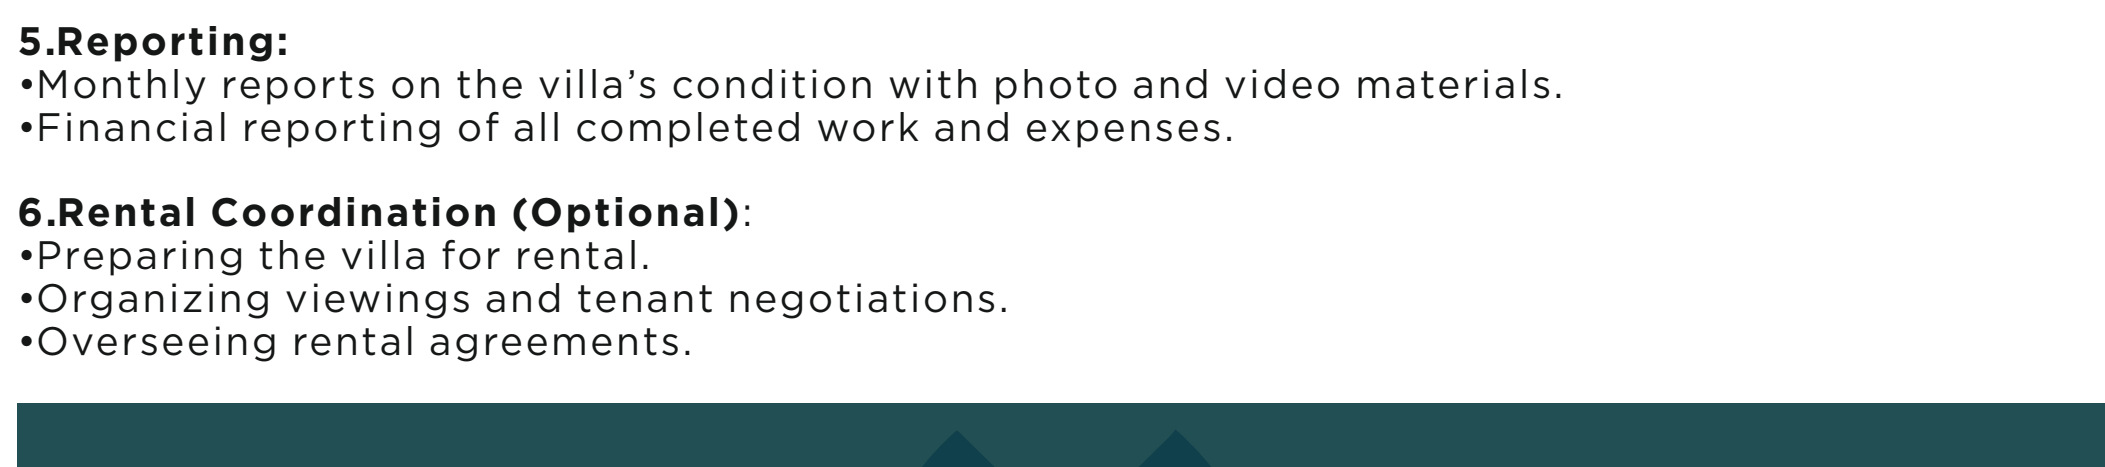 5.Reporting:
•Monthly reports on the villa’s condition with photo and video materials.
•Financial reporting of all completed work and expenses.
6.Rental Coordination (Optional):
•Preparing the villa for rental.
•Organizing viewings and tenant negotiations.
•Overseeing rental agreements.